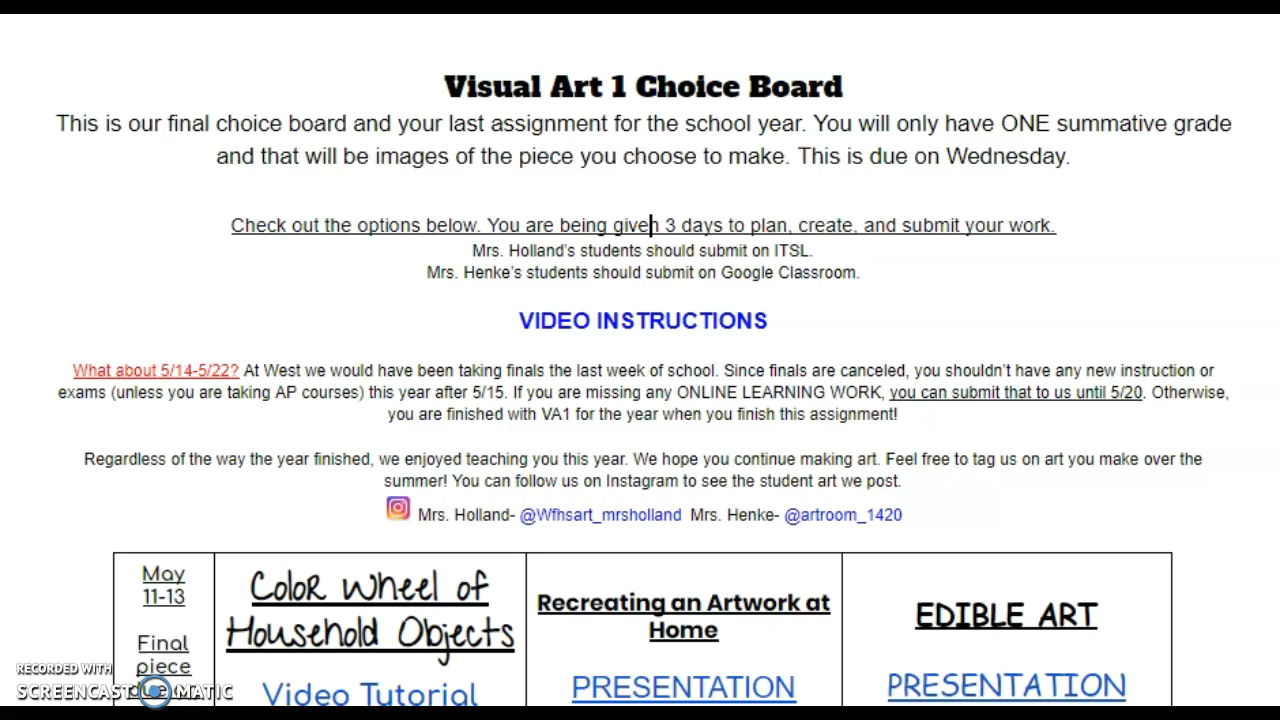 Visual Art 1 Choice Board
This is our final choice board and your last assignment for the school year. You will only have ONE summative grade
and that will be images of the piece you choose to make. This is due on Wednesday.
Check out the options below. You are being given 3 days to plan, create, and submit your work.
Mrs. Holland's students should submit on ITSL.
Mrs. Henke's students should submit on Google Classroom.
VIDEO INSTRUCTIONS
What about 5/14-5/22? At West we would have been taking finals the last week of school. Since finals are canceled, you shouldn't have any new instruction or
exams (unless you are taking AP courses) this year after 5/15. If you are missing any ONLINE LEARNING WORK, you can submit that to us until 5/20. Otherwise,
you are finished with VA1 for the year when you finish this assignment!
Regardless of the way the year finished, we enjoyed teaching you this year. We hope you continue making art. Feel free to tag us on art you make over the
summer! You can follow us on Instagram to see the student art we post.
Mrs. Holland- @Wfhsart_mrsholland Mrs. Henke- @artroom_1420
May
11-13
Final
piece
Color Wheel of
Household Objects
Video Tutorial
Recreating an Artwork at
Home
PRESENTATION
EDIBLE ART
PRESENTATION
RECORDED WITH
SCREENCAST-O-MATIC